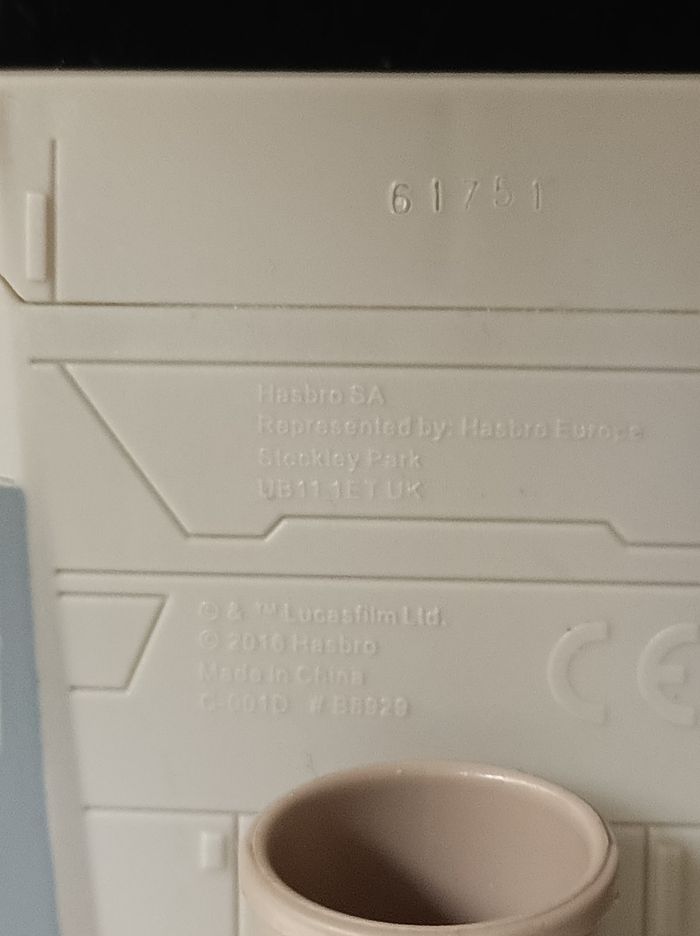 61751
Hasbro SA
Represented by: Hasbro Europe
Stockley Park
UB11 1ET UK
© & ™ Lucasfilm Ltd.
© 2016 Hasbro
Made in China
C-001D # B8929
CE